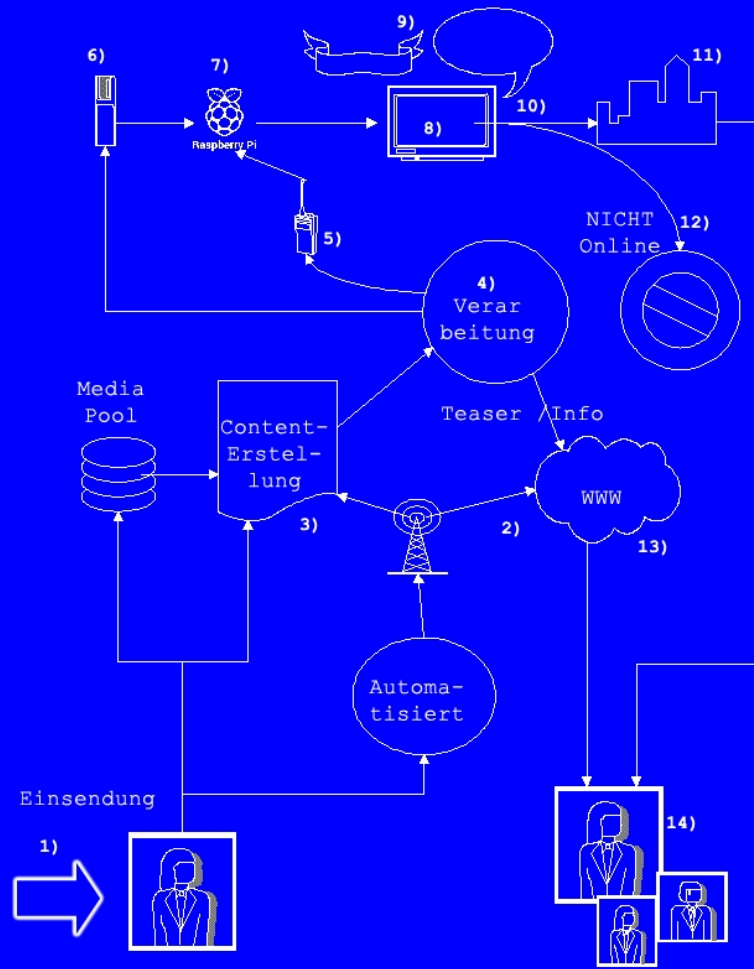 9)
6)
7)
11)
10)
8)
Raspberry Pi
NICHT
Online
12)
5)
4)
Verar
beitung
Media
Pool
Teaser /Info
Content-
Erstel-
lung
WWW
3)
2)
13)
Automa-
tisiert
Einsendung
14)
1)